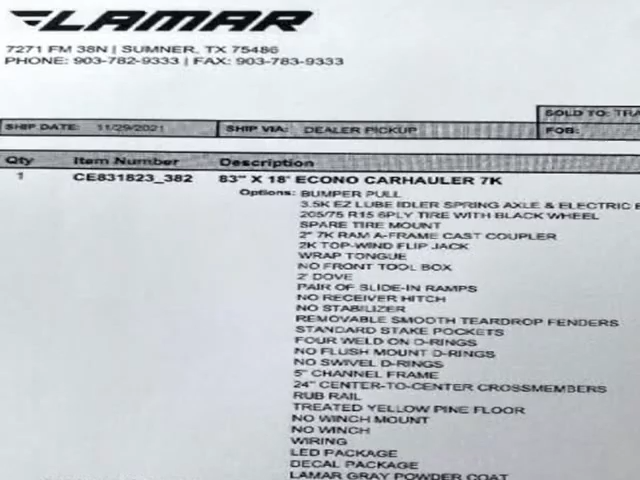 LAMAR
7271 FM 38N | SUMNER, TX 75486
PHONE: 903-782-9333 | FAX: 903-783-9333
SOLD TO: TRA
SHIP DATE: 11/29/2021 SHIP VIA: DEALER PICKUP FOB:
Qty Item Number Description
1 CE831823_382 83" X 18' ECONO CARHAULER 7K
Options: BUMPER PULL
3.5K EZ LUBE IDLER SPRING AXLE & ELECTRIC B
205/75 R15 6PLY TIRE WITH BLACK WHEEL
SPARE TIRE MOUNT
2" 7K RAM A-FRAME CAST COUPLER
2K TOP-WIND FLIP JACK
WRAP TONGUE
NO FRONT TOOL BOX
2' DOVE
PAIR OF SLIDE-IN RAMPS
NO RECEIVER HITCH
NO STABILIZER
REMOVABLE SMOOTH TEARDROP FENDERS
STANDARD STAKE POCKETS
FOUR WELD ON D-RINGS
NO FLUSH MOUNT D-RINGS
NO SWIVEL D-RINGS
5" CHANNEL FRAME
24" CENTER-TO-CENTER CROSSMEMBERS
RUB RAIL
TREATED YELLOW PINE FLOOR
NO WINCH MOUNT
NO WINCH
WIRING
LED PACKAGE
DECAL PACKAGE
LAMAR GRAY POWDER COAT